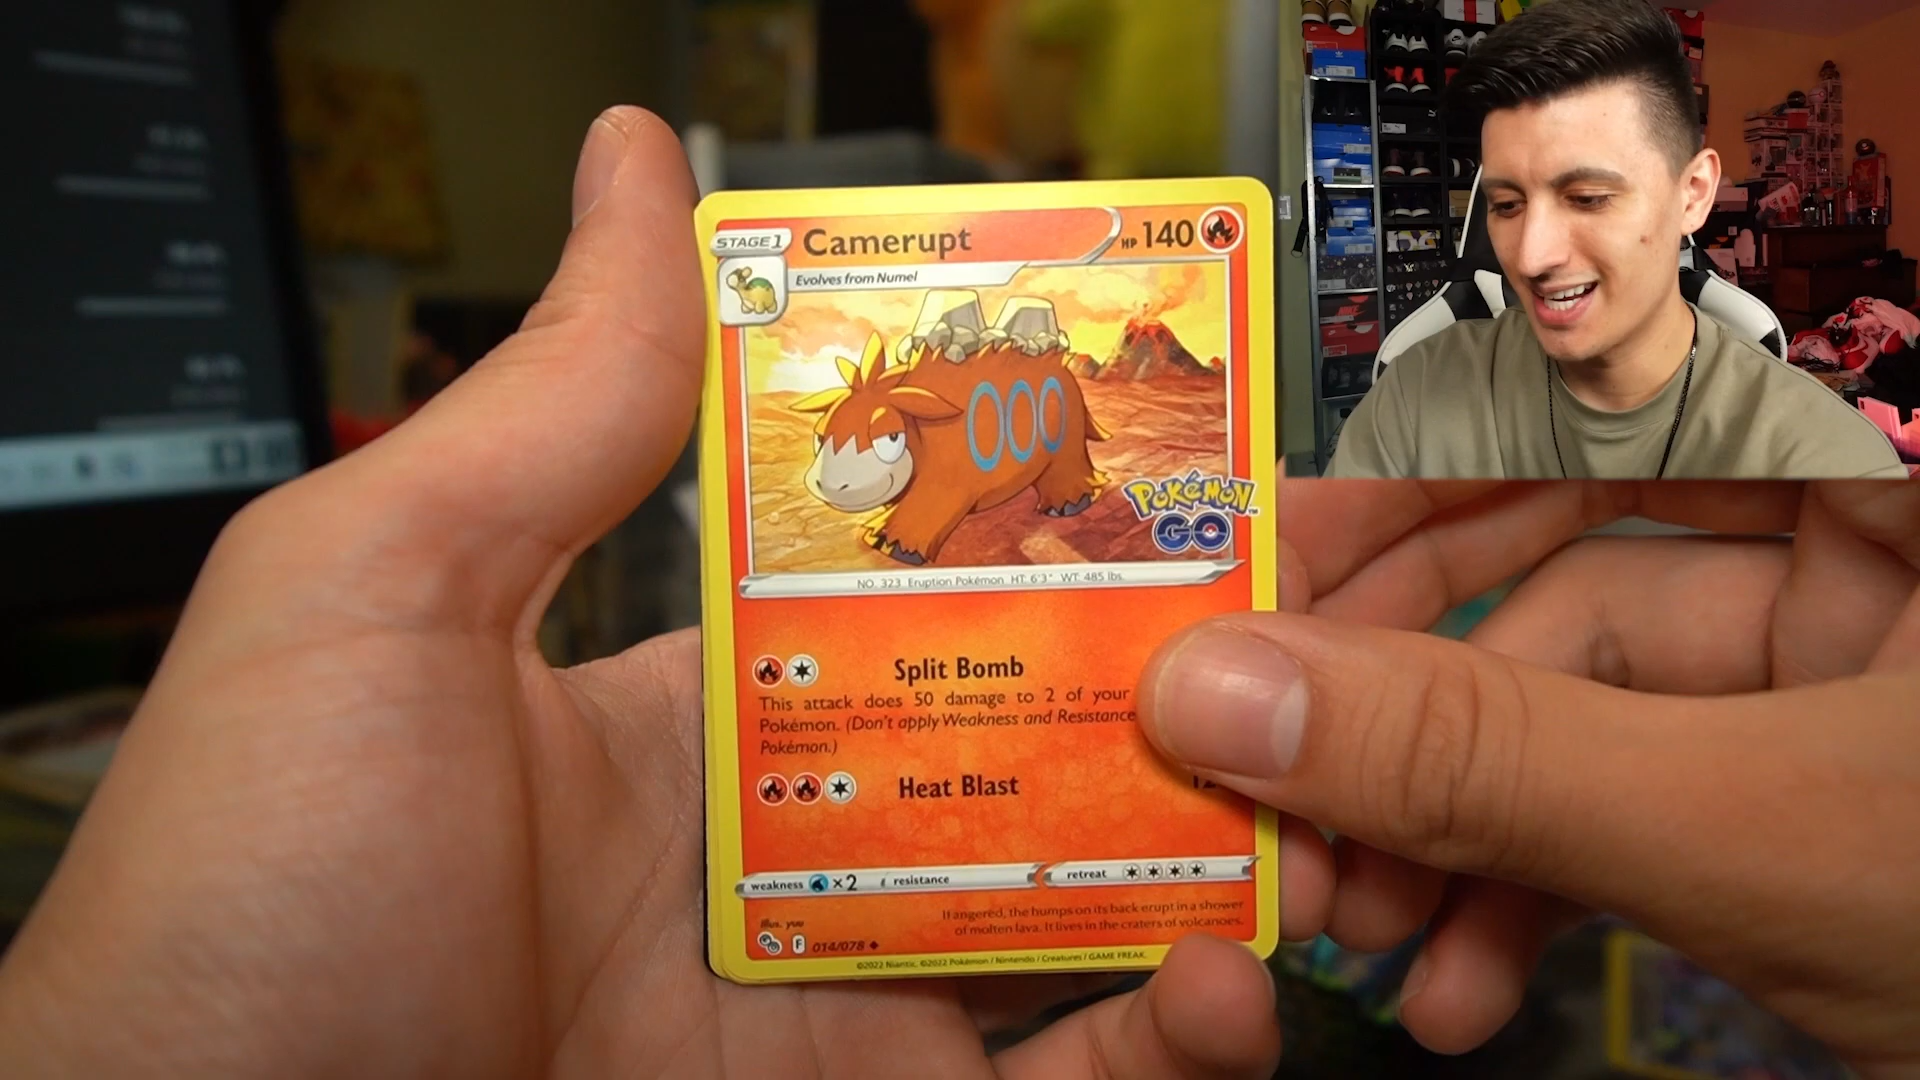 STAGE 1
Camerupt
HP 140
Evolves from Numel
POKéMON
GO
NO. 323 Eruption Pokémon HT: 6'3" WT: 485 lbs.
Split Bomb
This attack does 50 damage to 2 of your
Pokémon. (Don't apply Weakness and Resistance
Pokémon.)
Heat Blast
weakness ×2 resistance retreat
Illus. yuu
If angered, the humps on its back erupt in a shower
of molten lava. It lives in the craters of volcanoes.
F 014/078
©2022 Niantic. ©2022 Pokémon / Nintendo / Creatures / GAME FREAK.